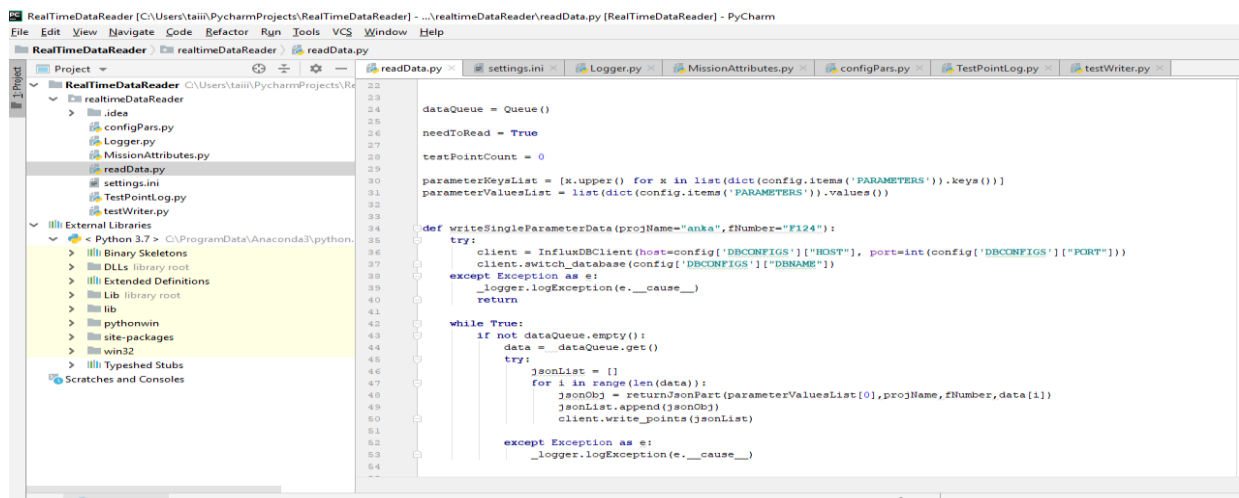 RealTimeDataReader [C:\Users\taiii\PycharmProjects\RealTimeDataReader] - ...\realtimeDataReader\readData.py [RealTimeDataReader] - PyCharm
File Edit View Navigate Code Refactor Run Tools VCS Window Help
RealTimeDataReader realtimeDataReader readData.py
1: Project
Project
RealTimeDataReader C:\Users\taiii\PycharmProjects\Re
realtimeDataReader
.idea
configPars.py
Logger.py
MissionAttributes.py
readData.py
settings.ini
TestPointLog.py
testWriter.py
External Libraries
< Python 3.7 > C:\ProgramData\Anaconda3\python.
Binary Skeletons
DLLs library root
Extended Definitions
Lib library root
lib
pythonwin
site-packages
win32
Typeshed Stubs
Scratches and Consoles
readData.py settings.ini Logger.py MissionAttributes.py configPars.py TestPointLog.py testWriter.py
22
23
24 dataQueue = Queue()
25
26 needToRead = True
27
28 testPointCount = 0
29
30 parameterKeysList = [x.upper() for x in list(dict(config.items('PARAMETERS')).keys())]
31 parameterValuesList = list(dict(config.items('PARAMETERS')).values())
32
33
34 def writeSingleParameterData(projName="anka",fNumber="F124"):
35 try:
36 client = InfluxDBClient(host=config['DBCONFIGS']["HOST"], port=int(config['DBCONFIGS']["PORT"]))
37 client.switch_database(config['DBCONFIGS']["DBNAME"])
38 except Exception as e:
39 _logger.logException(e.__cause__)
40 return
41
42 while True:
43 if not dataQueue.empty():
44 data = dataQueue.get()
45 try:
46 jsonList = []
47 for i in range(len(data)):
48 jsonObj = returnJsonPart(parameterValuesList[0],projName,fNumber,data[i])
49 jsonList.append(jsonObj)
50 client.write_points(jsonList)
51
52 except Exception as e:
53 _logger.logException(e.__cause__)
54